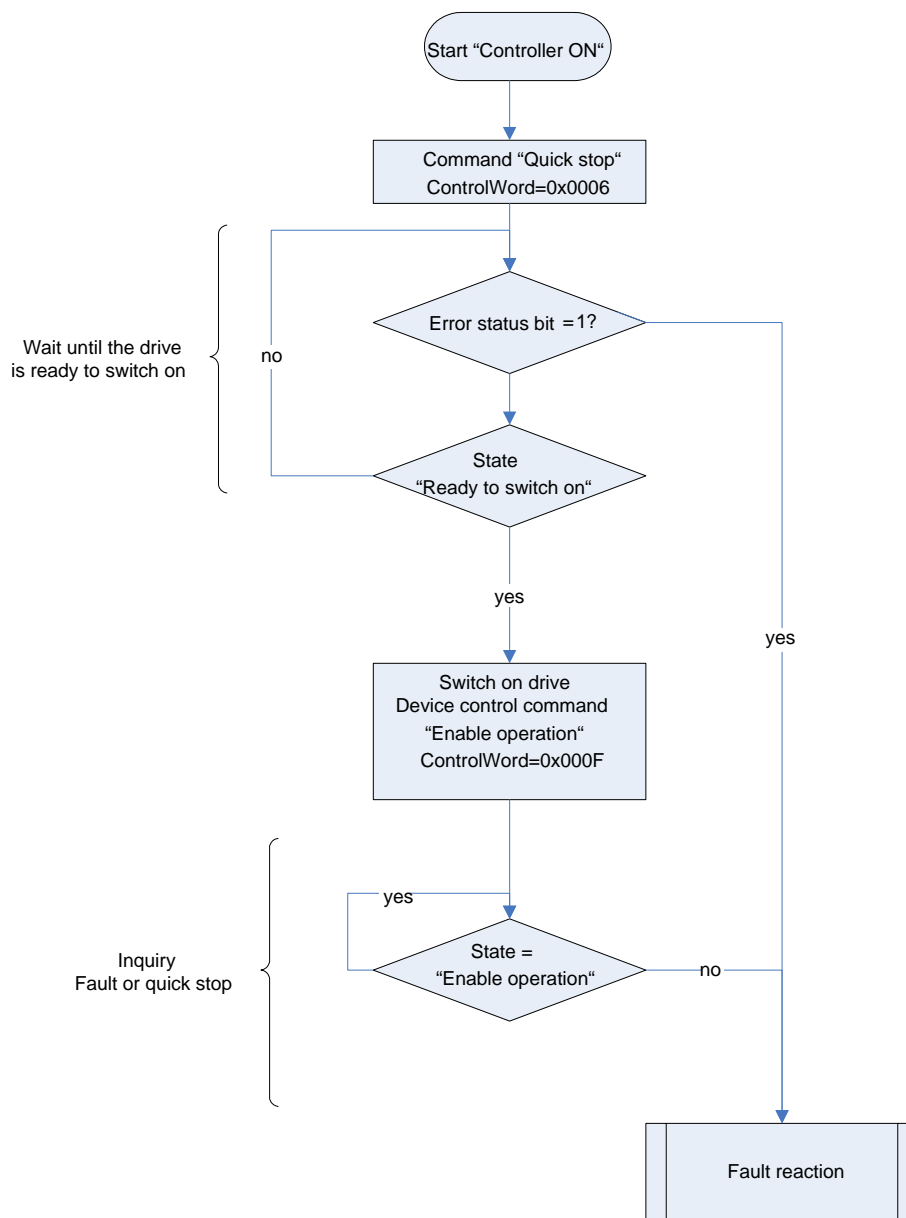 Start “Controller ON“
Command “Quick stop“
ControlWord=0x0006
Error status bit =1?
Wait until the drive
is ready to switch on
no
State
“Ready to switch on“
yes
yes
Switch on drive
Device control command
“Enable operation“
ControlWord=0x000F
yes
State =
“Enable operation“
no
Inquiry
Fault or quick stop
Fault reaction